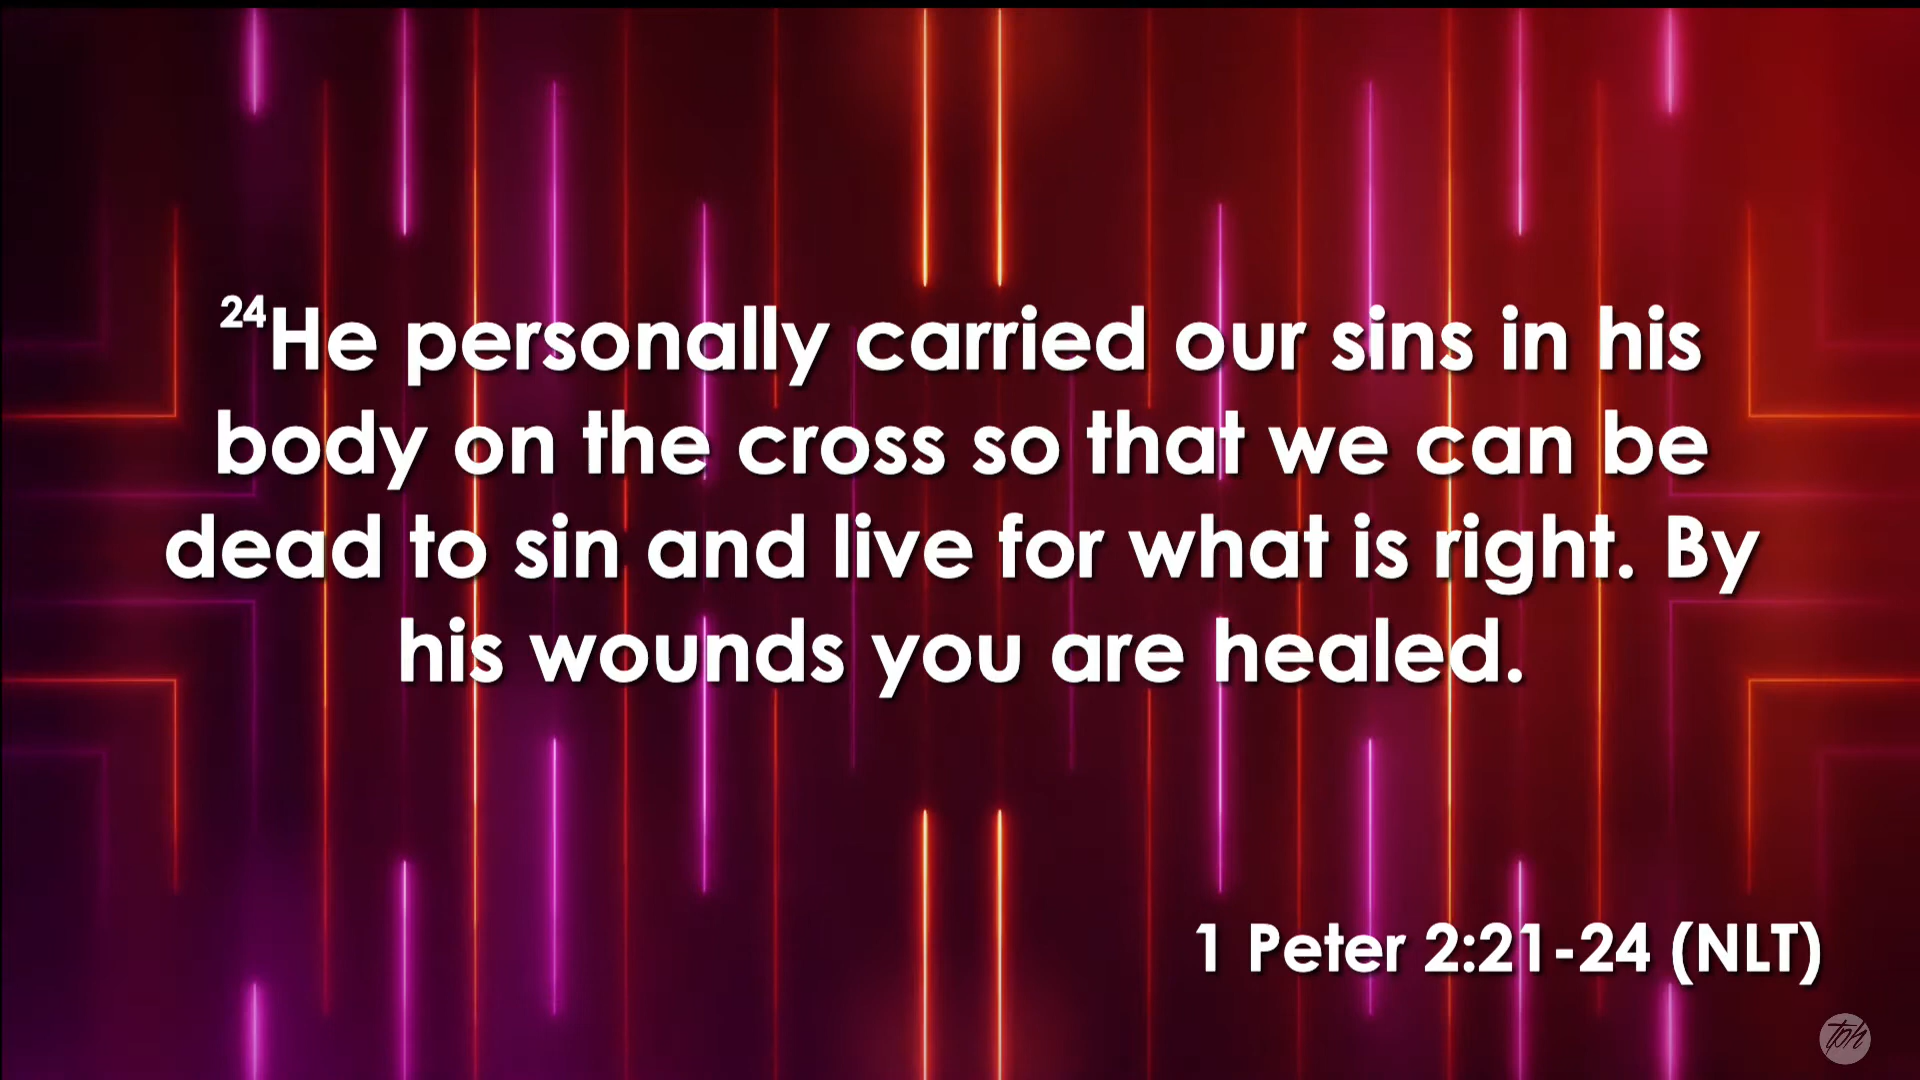 24He personally carried our sins in his
body on the cross so that we can be
dead to sin and live for what is right. By
his wounds you are healed.
1 Peter 2:21-24 (NLT)
tph